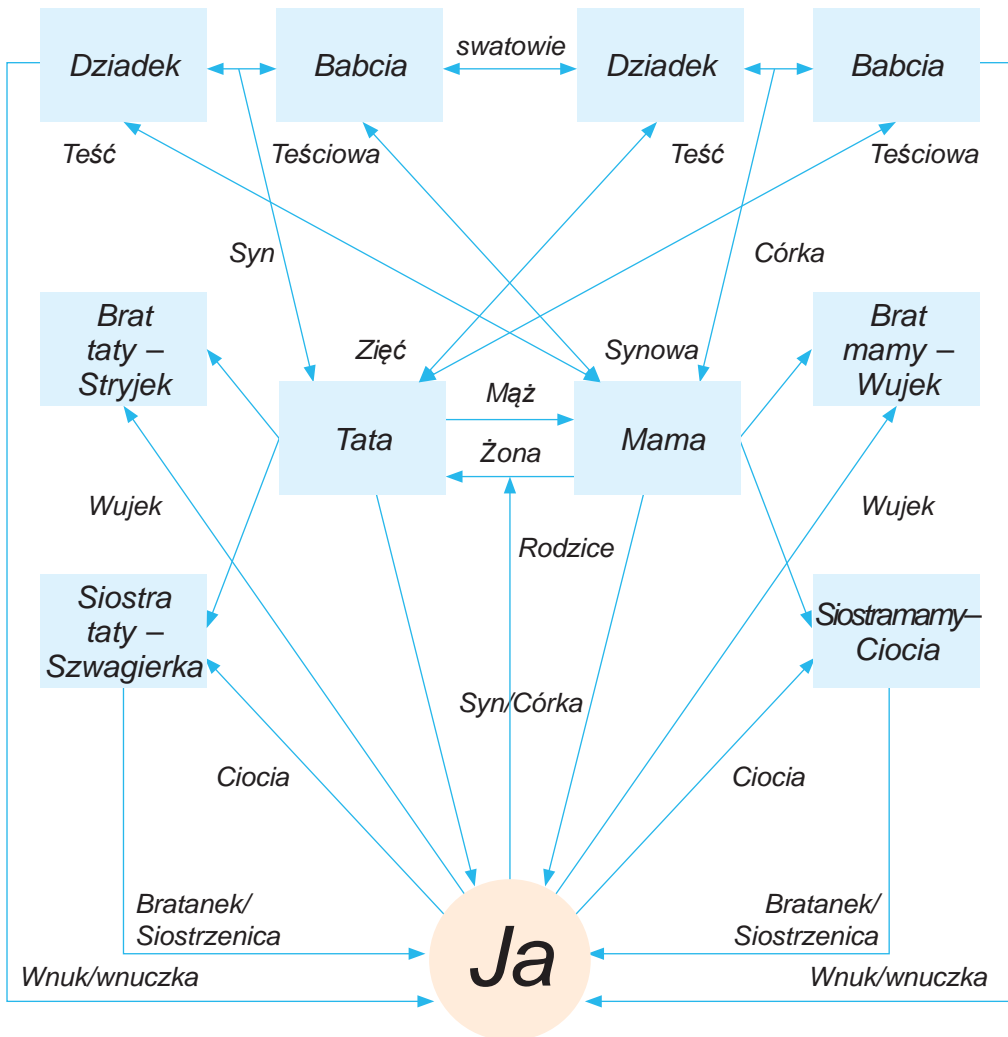 swatowie
Dziadek
Babcia
Dziadek
Babcia
Teść
Teściowa
Teść
Teściowa
Syn
Córka
Brat
taty –
Stryjek
Zięć
Synowa
Brat
mamy –
Wujek
Mąż
Tata
Żona
Mama
Wujek
Rodzice
Wujek
Siostra
taty –
Szwagierka
Siostramamy–
Ciocia
Syn/Córka
Ciocia
Ciocia
Bratanek/
Siostrzenica
Ja
Bratanek/
Siostrzenica
Wnuk/wnuczka
Wnuk/wnuczka